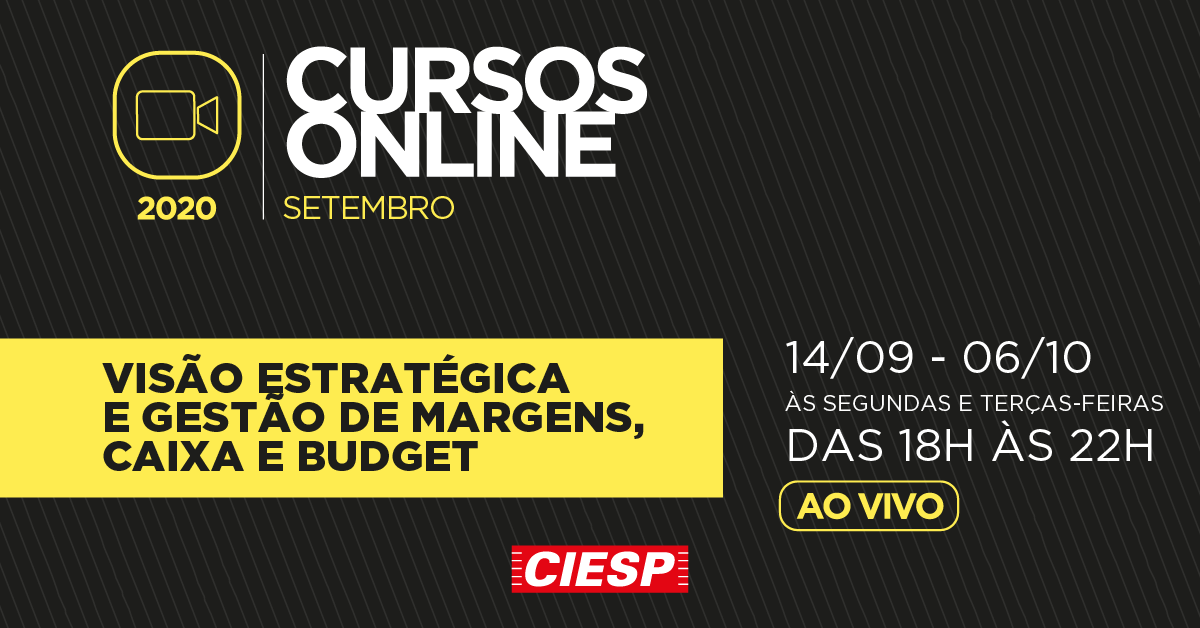 CURSOS
ONLINE
2020
SETEMBRO
VISÃO ESTRATÉGICA
E GESTÃO DE MARGENS,
CAIXA E BUDGET
14/09 - 06/10
ÀS SEGUNDAS E TERÇAS-FEIRAS
DAS 18H ÀS 22H
AO VIVO
CIESP